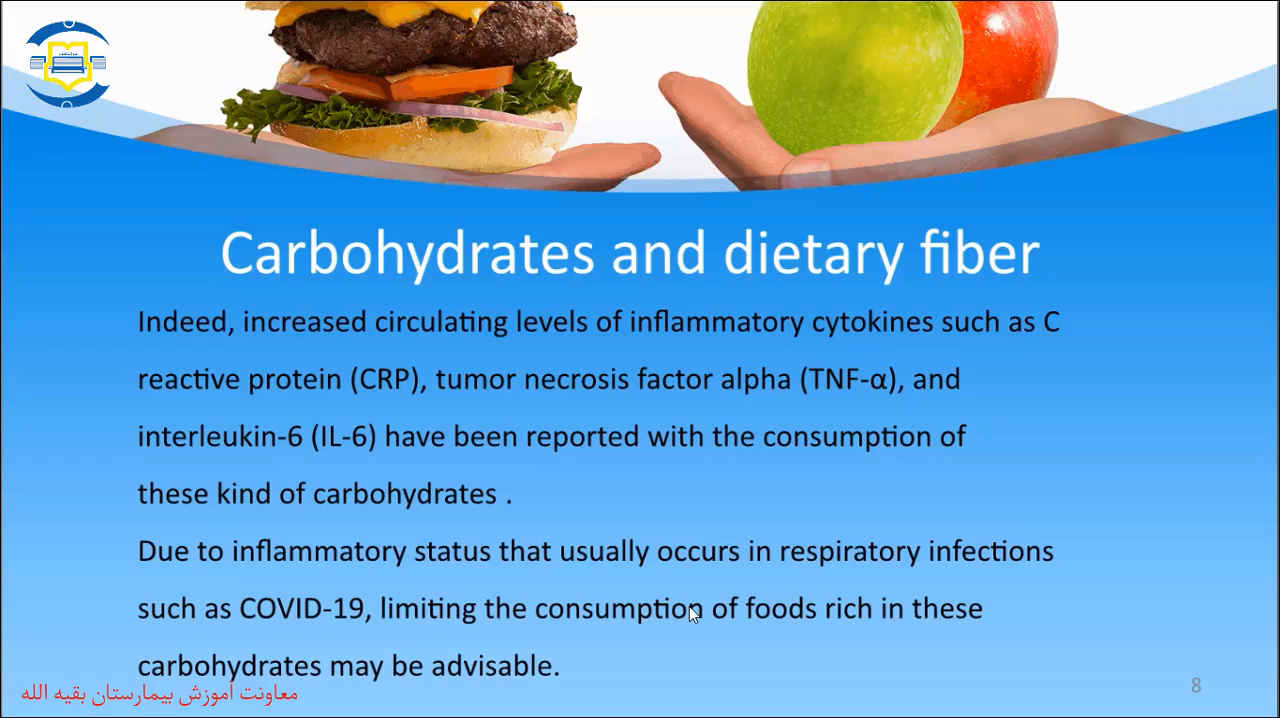 Carbohydrates and dietary fiber
Indeed, increased circulating levels of inflammatory cytokines such as C
reactive protein (CRP), tumor necrosis factor alpha (TNF-α), and
interleukin-6 (IL-6) have been reported with the consumption of
these kind of carbohydrates .
Due to inflammatory status that usually occurs in respiratory infections
such as COVID-19, limiting the consumption of foods rich in these
carbohydrates may be advisable.
معاونت آموزش بیمارستان بقیه الله
8